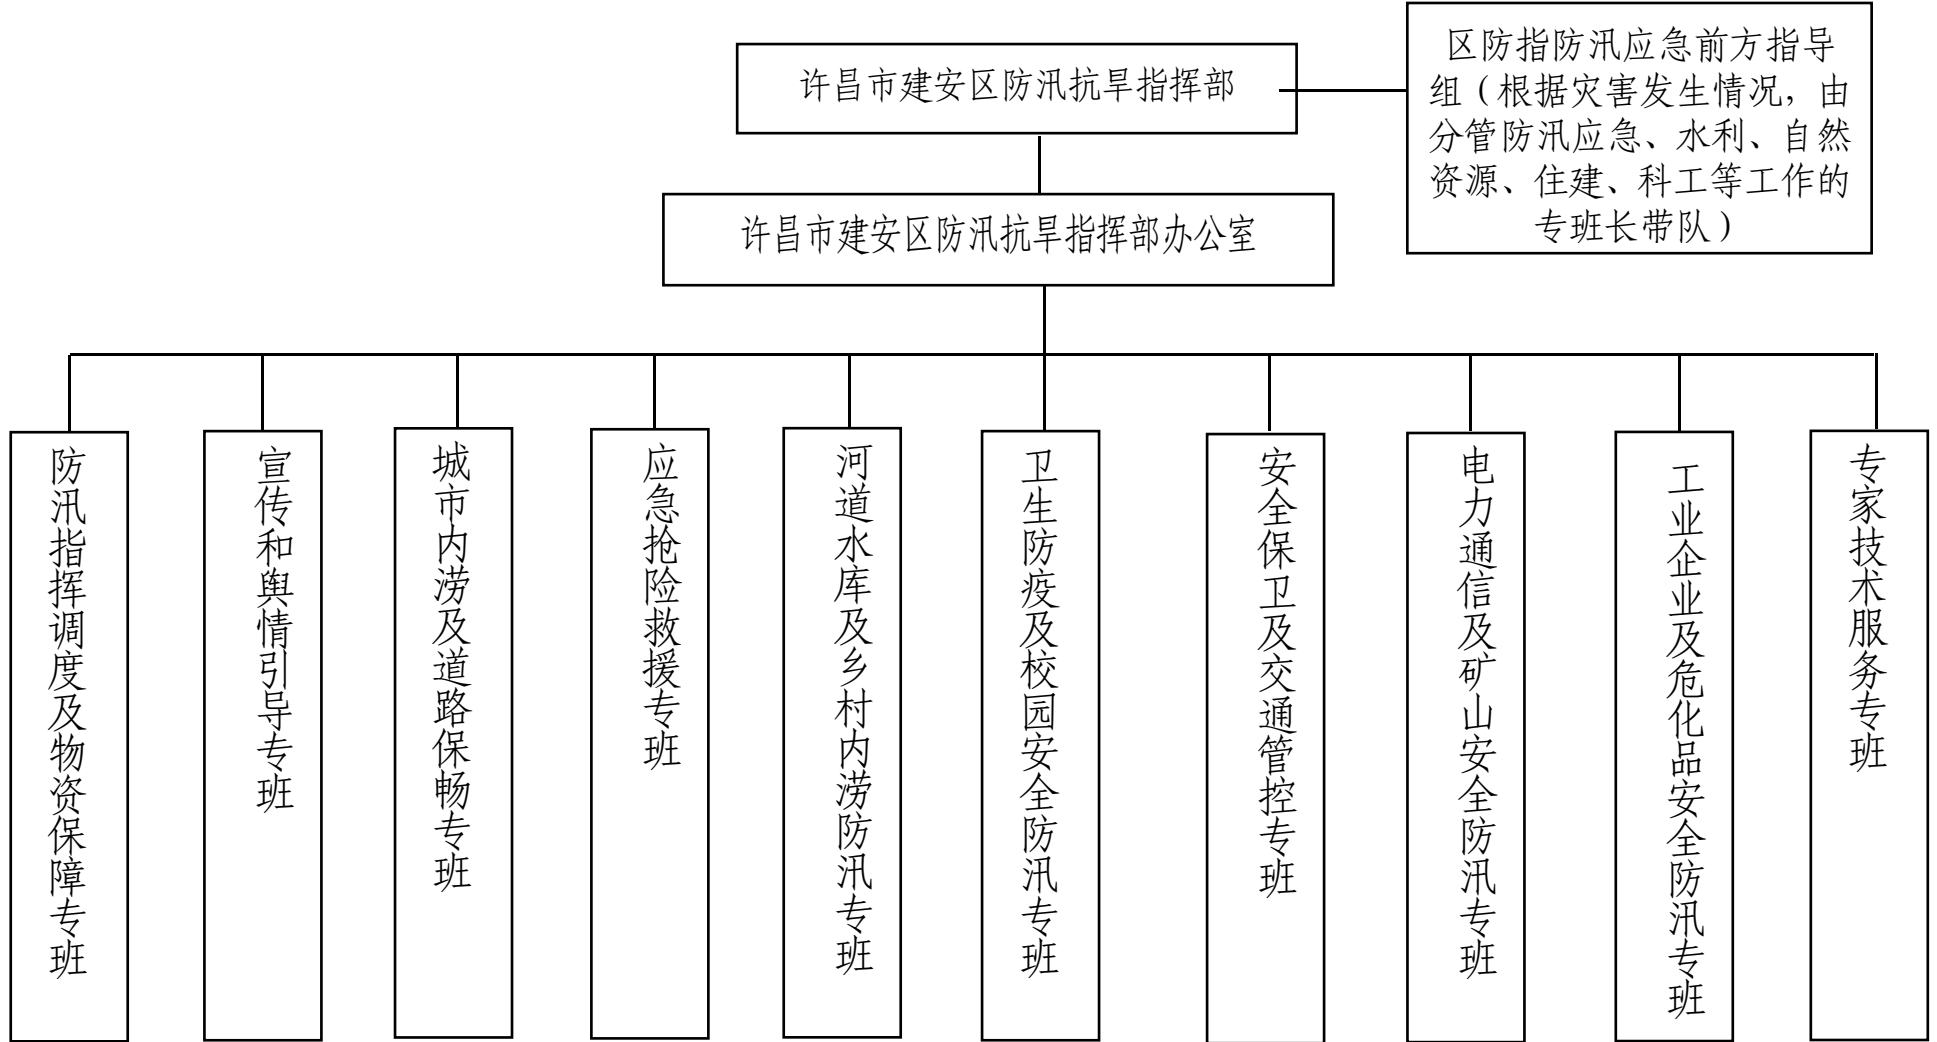 许昌市建安区防汛抗旱指挥部
区防指防汛应急前方指导
组（根据灾害发生情况，由
分管防汛应急、水利、自然
资源、住建、科工等工作的
专班长带队）
许昌市建安区防汛抗旱指挥部办公室
防汛指挥调度及物资保障专班
宣传和舆情引导专班
城市内涝及道路保畅专班
应急抢险救援专班
河道水库及乡村内涝防汛专班
卫生防疫及校园安全防汛专班
安全保卫及交通管控专班
电力通信及矿山安全防汛专班
工业企业及危化品安全防汛专班
专家技术服务专班